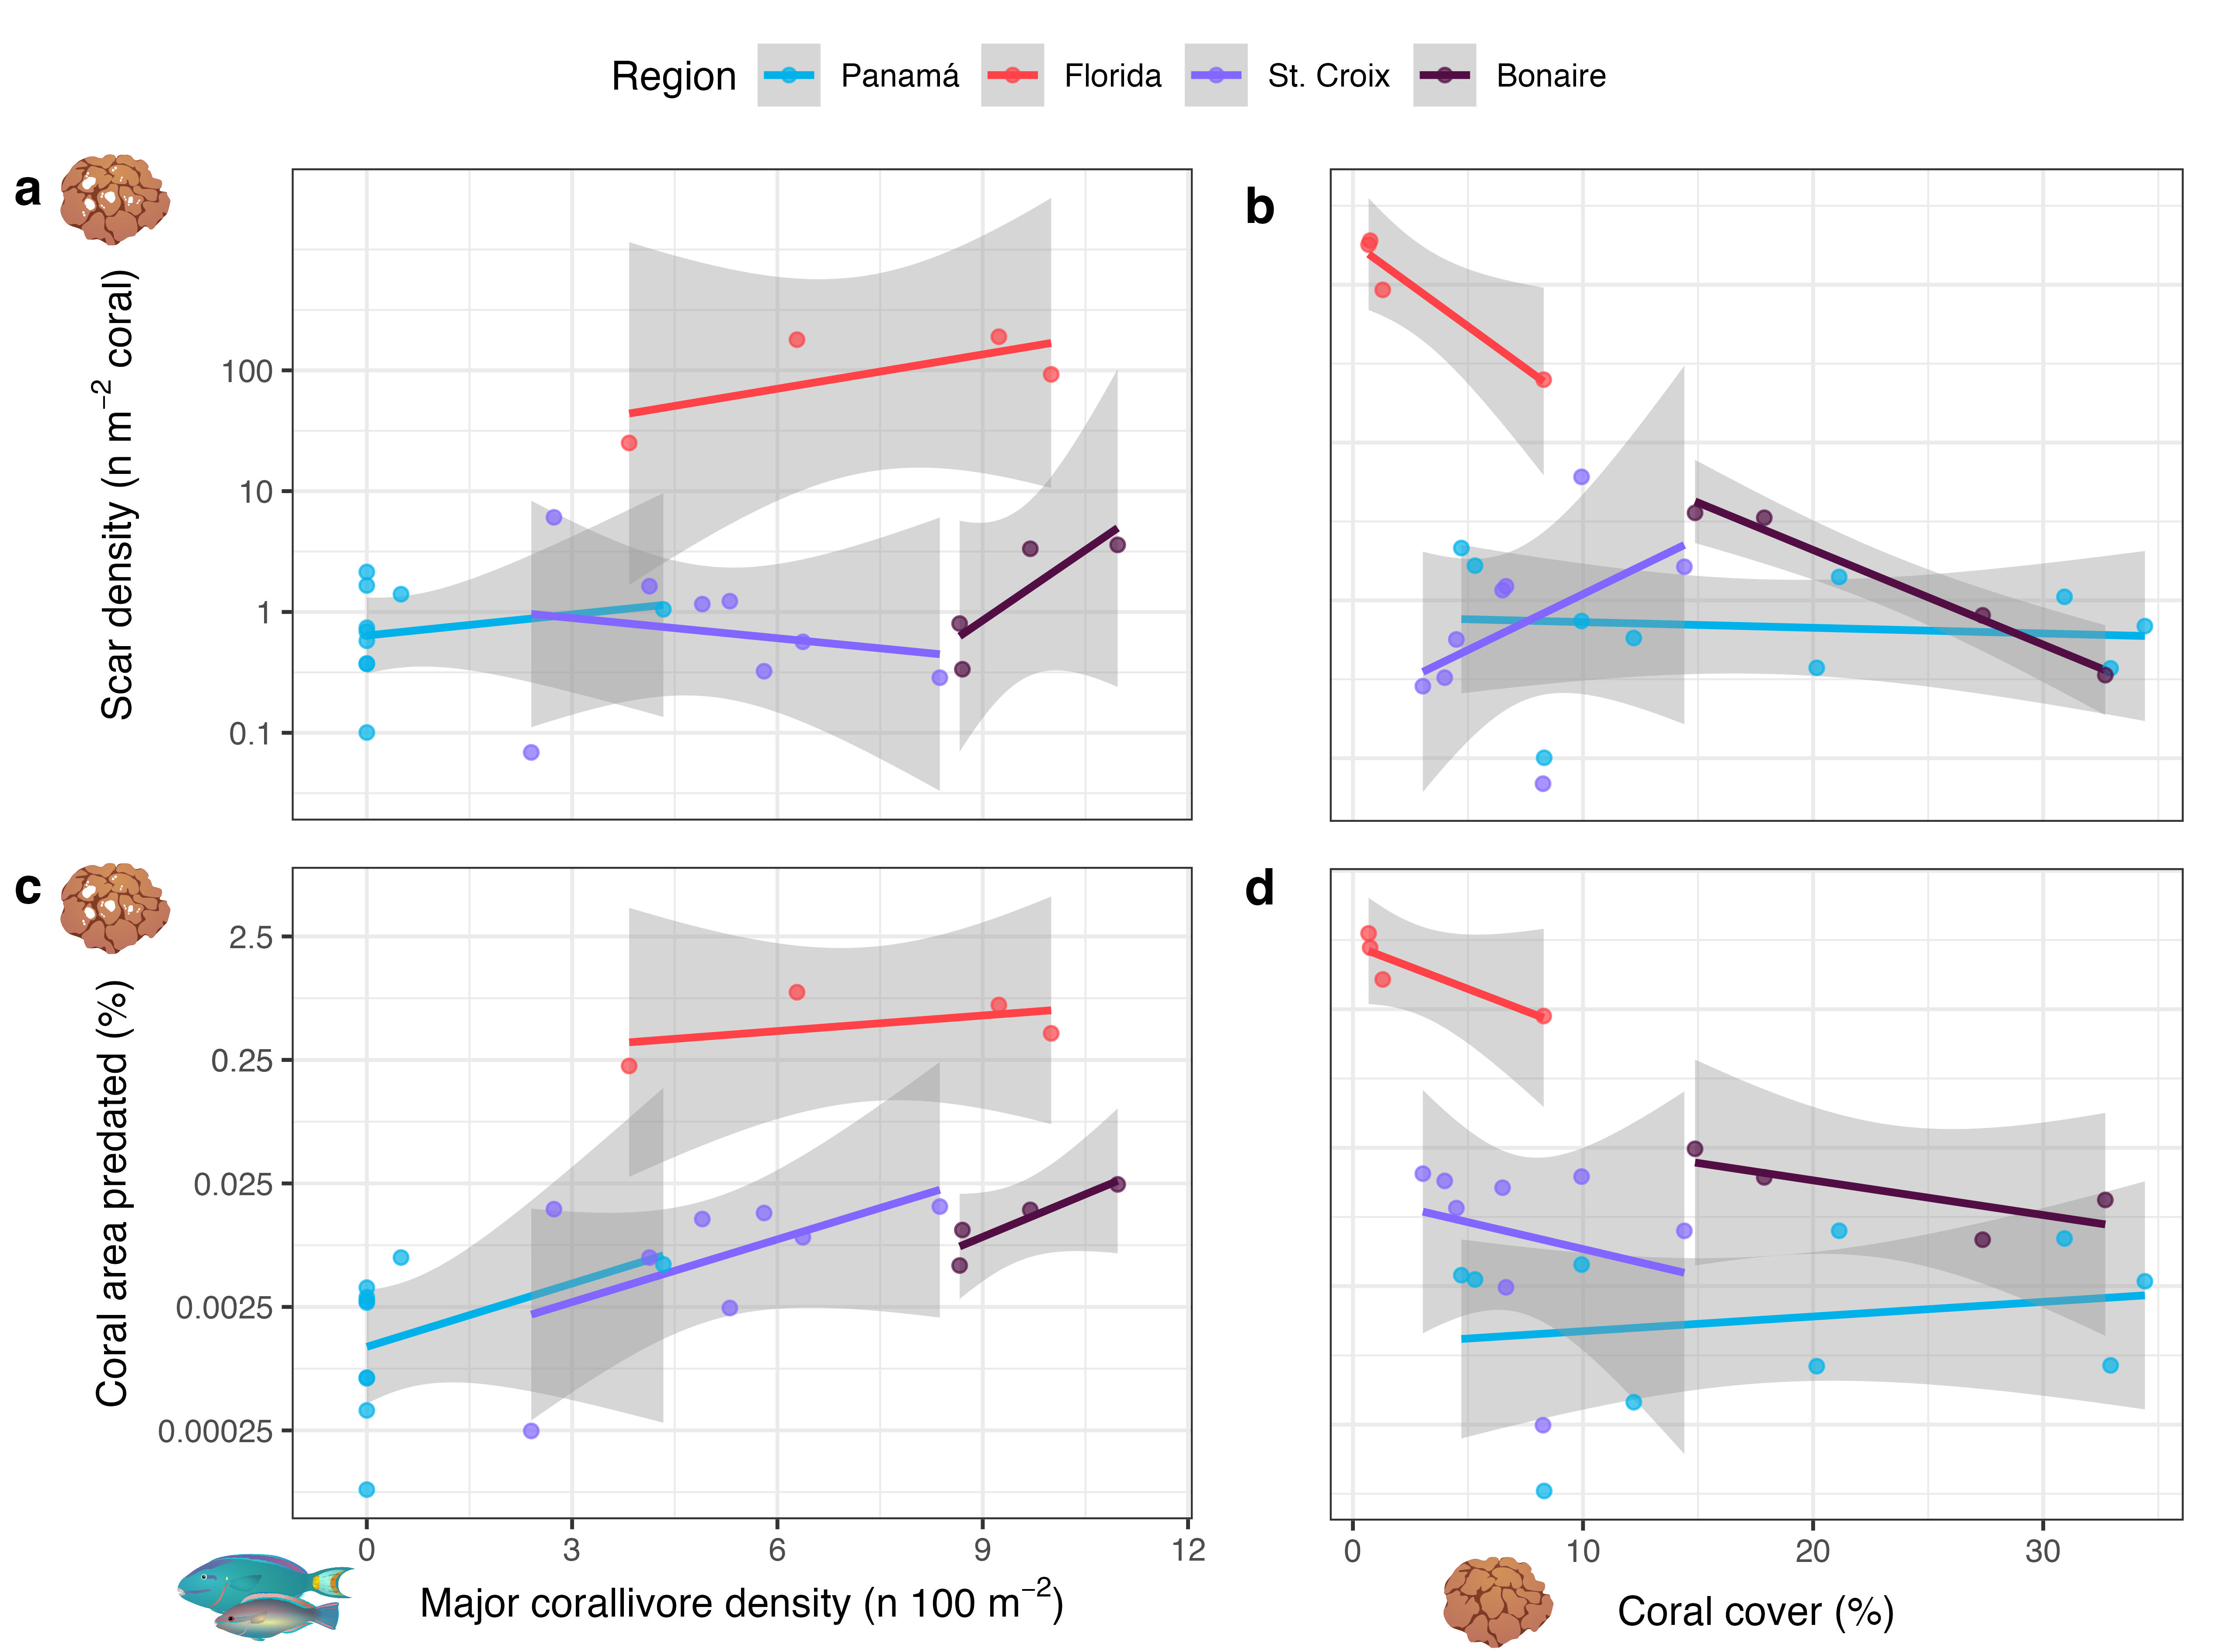 Region Panamá Florida St. Croix Bonaire
a
b
Scar density (n m⁻² coral)
100
10
1
0.1
c
d
Coral area predated (%)
2.5
0.25
0.025
0.0025
0.00025
0 3 6 9 12
0 10 20 30
Major corallivore density (n 100 m⁻²)
Coral cover (%)